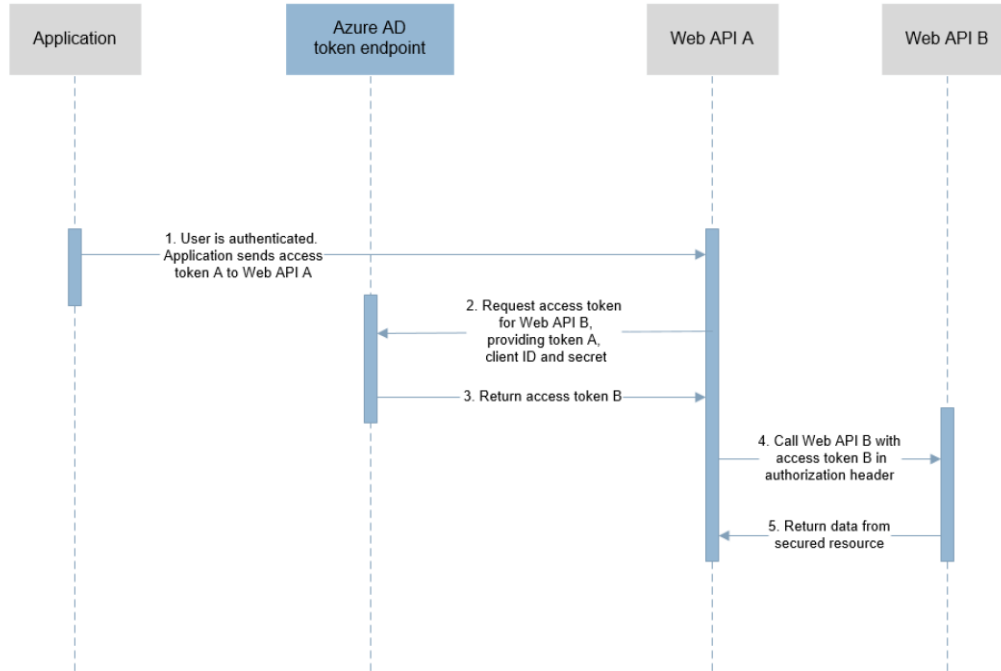 Application
Azure AD
token endpoint
Web API A
Web API B
1. User is authenticated.
Application sends access
token A to Web API A
2. Request access token
for Web API B,
providing token A,
client ID and secret
3. Return access token B
4. Call Web API B with
access token B in
authorization header
5. Return data from
secured resource